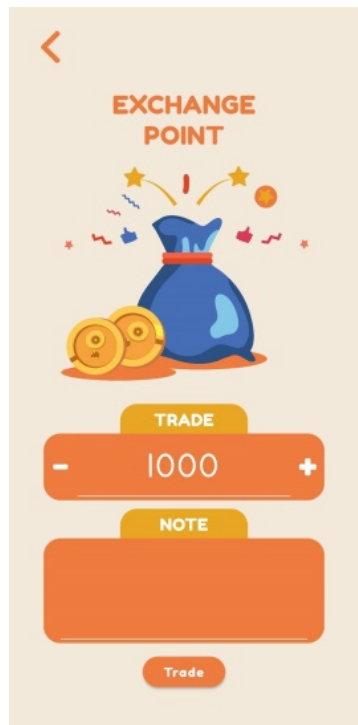 EXCHANGE
POINT
TRADE
- 1000 +
NOTE
Trade